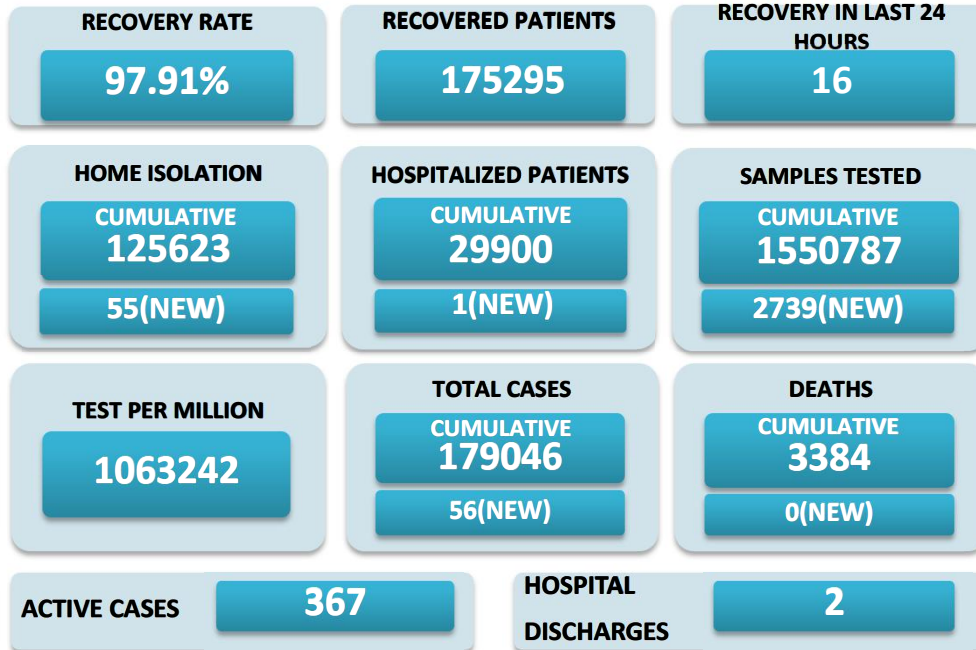 RECOVERY RATE
97.91%
RECOVERED PATIENTS
175295
RECOVERY IN LAST 24
HOURS
16
HOME ISOLATION
CUMULATIVE
125623
55(NEW)
HOSPITALIZED PATIENTS
CUMULATIVE
29900
1(NEW)
SAMPLES TESTED
CUMULATIVE
1550787
2739(NEW)
TEST PER MILLION
1063242
TOTAL CASES
CUMULATIVE
179046
56(NEW)
DEATHS
CUMULATIVE
3384
0(NEW)
ACTIVE CASES
367
HOSPITAL
DISCHARGES
2